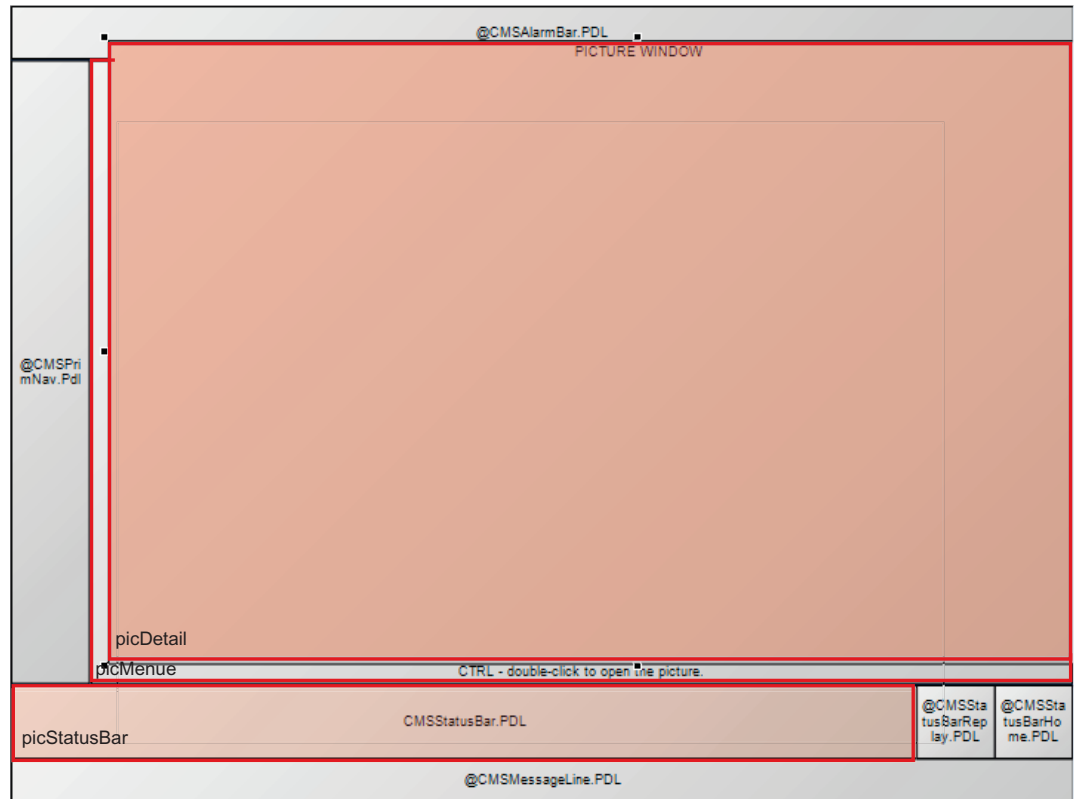 @CMSAlarmBar.PDL
PICTURE WINDOW
@CMSPri
mNav.Pdl
picDetail
picMenue
CTRL - double-click to open the picture.
CMSStatusBar.PDL
picStatusBar
@CMSSta
tusBarRep
lay.PDL
@CMSSta
tusBarHo
me.PDL
@CMSMessageLine.PDL